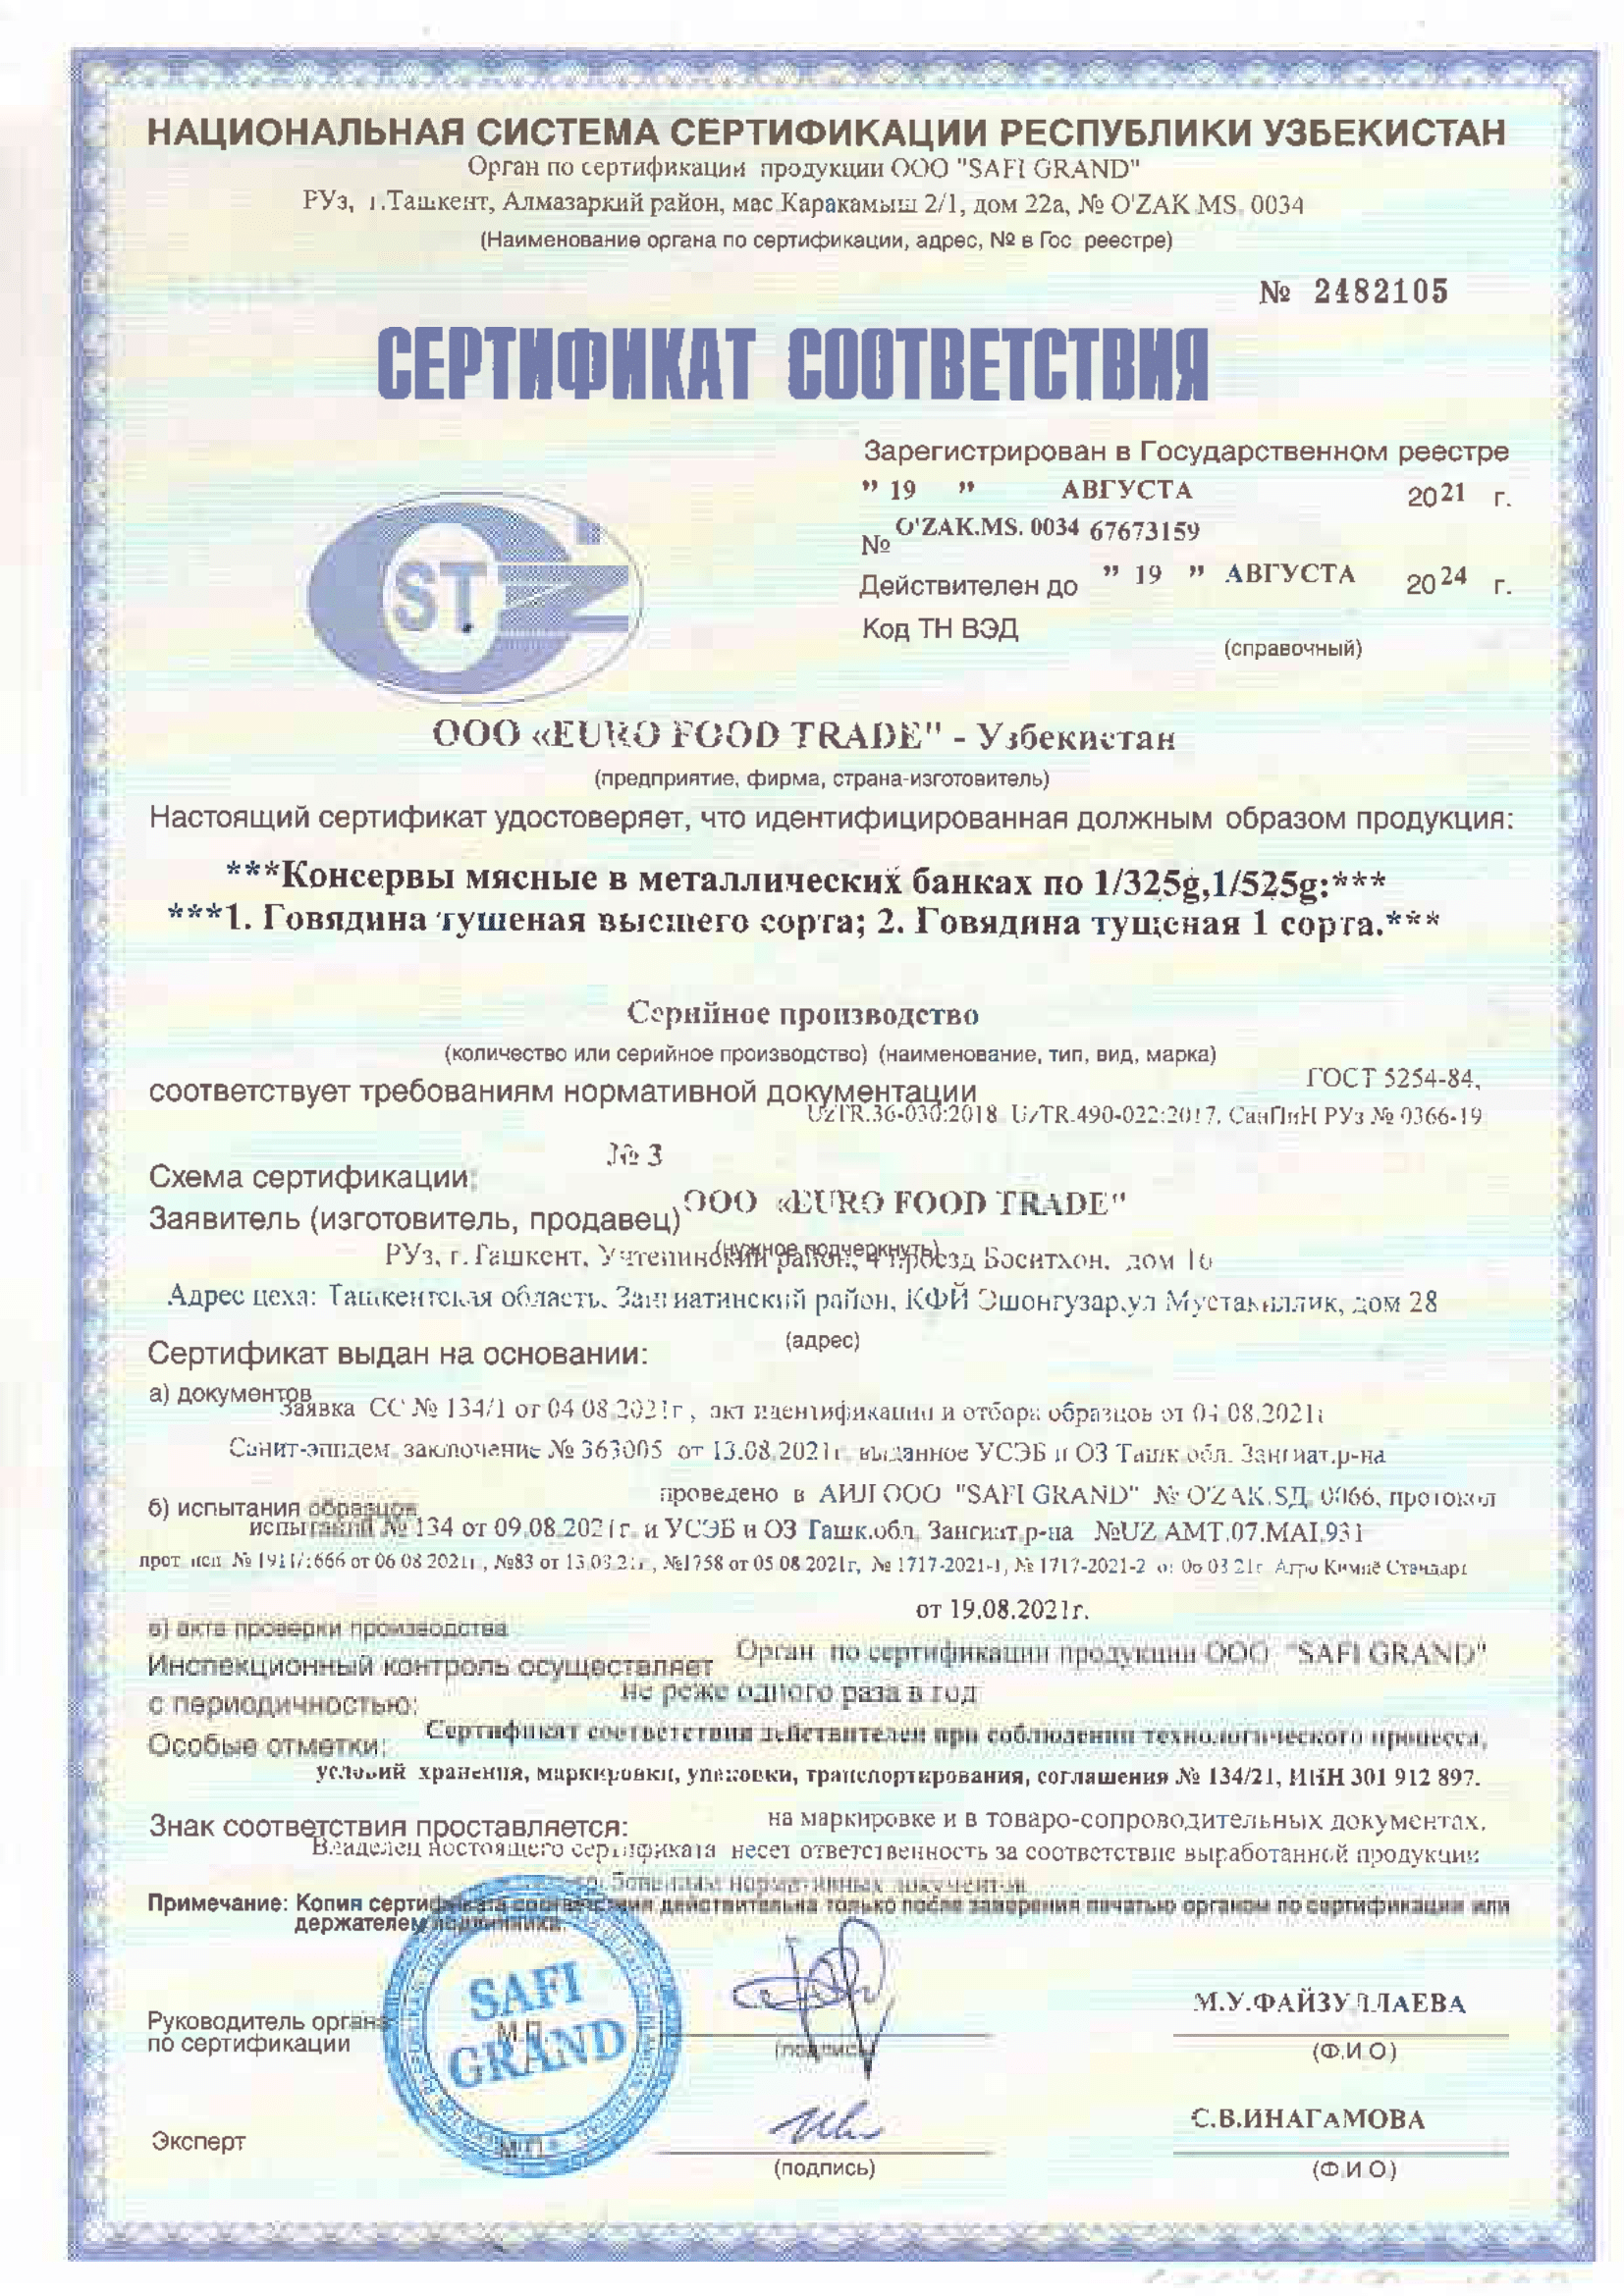 НАЦИОНАЛЬНАЯ СИСТЕМА СЕРТИФИКАЦИИ РЕСПУБЛИКИ УЗБЕКИСТАН
Орган по сертификации продукции ООО "SAFI GRAND"
РУз, г.Ташкент, Алмазаркий район, мас.Каракамыш 2/1, дом 22а, № O'ZAK.MS. 0034
(Наименование органа по сертификации, адрес, № в Гос. реестре)
№ 2482105
СЕРТИФИКАТ СООТВЕТСТВИЯ
Зарегистрирован в Государственном реестре
" 19 " АВГУСТА 2021 г.
№ O'ZAK.MS. 0034 67673159
Действителен до " 19 " АВГУСТА 2024 г.
Код ТН ВЭД
(справочный)
ST
ООО «EURO FOOD TRADE" - Узбекистан
(предприятие, фирма, страна-изготовитель)
Настоящий сертификат удостоверяет, что идентифицированная должным образом продукция:
***Консервы мясные в металлических банках по 1/325g,1/525g:***
***1. Говядина тушеная высшего сорта; 2. Говядина тущеная 1 сорта.***
Серийное производство
(количество или серийное производство) (наименование, тип, вид, марка)
соответствует требованиям нормативной документации ГОСТ 5254-84,
UzTR.36-030:2018 UzTR.490-022:2017, СанПиН РУз № 0366-19
Схема сертификации: № 3
Заявитель (изготовитель, продавец) ООО «EURO FOOD TRADE"
(нужное подчеркнуть)
РУз, г.Ташкент, Учтепинский район, 4 проезд Боситхон, дом 16
Адрес цеха: Ташкентская область, Зангиатинский район, КФЙ Эшонгузар,ул Мустакиллик, дом 28
(адрес)
Сертификат выдан на основании:
а) документов
Заявка СС № 134/1 от 04.08.2021г, акт идентификации и отбора образцов от 04.08.2021г
Санит-эпидем. заключение № 363005 от 13.08.2021г. выданное УСЭБ и ОЗ Ташк.обл. Зангиат.р-на
б) испытания образцов проведено в АИЛ ООО "SAFI GRAND" № O'ZAK.SД. 0066, протокол
испытаний № 134 от 09.08.2021г. и УСЭБ и ОЗ Ташк.обл. Зангиат.р-на №UZ.AMT.07.MAI.931
прот. исп. от 06.08.2021г, №83 от №1758 от 05.08.2021г, № 1717-2021-1, № 1717-2021-2 Агро Кимиё Стандарт
от 19.08.2021г.
в) акта проверки производства
Инспекционный контроль осуществляет Орган по сертификации продукции ООО "SAFI GRAND"
с периодичностью: не реже одного раза в год
Особые отметки: Сертификат соответствия действителен при соблюдении технологического процесса,
условий хранения, маркировки, упаковки, транспортирования, соглашения № 134/21, ИНН 301 912 897.
Знак соответствия проставляется: на маркировке и в товаро-сопроводительных документах.
Владелец настоящего сертификата несет ответственность за соответствие выработанной продукции
требованиям нормативных документов
Примечание: Копия сертификата соответствия действительна только после заверения печатью органом по сертификации или
держателем подлинника.
SAFI
GRAND
М.П.
Руководитель органа
по сертификации
(подпись)
М.У.ФАЙЗУЛЛАЕВА
(Ф.И.О)
Эксперт
М.П.
(подпись)
С.В.ИНАГАМОВА
(Ф.И.О)